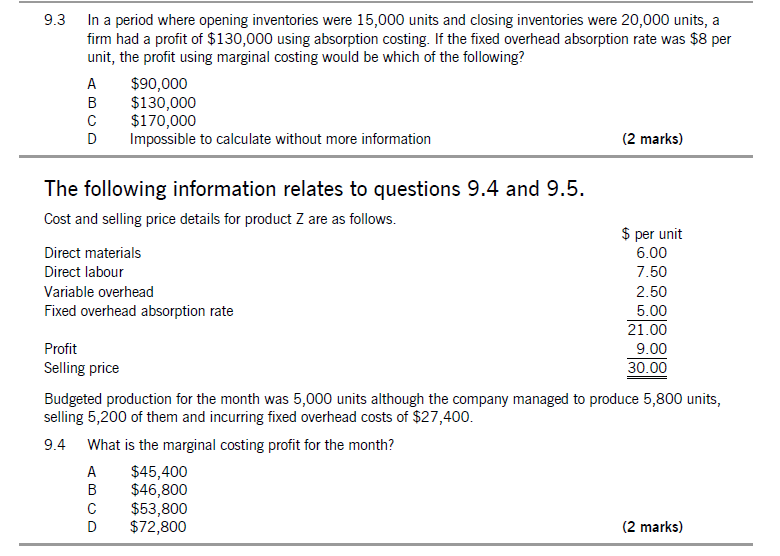 9.3 In a period where opening inventories were 15,000 units and closing inventories were 20,000 units, a
firm had a profit of $130,000 using absorption costing. If the fixed overhead absorption rate was $8 per
unit, the profit using marginal costing would be which of the following?
A $90,000
B $130,000
C $170,000
D Impossible to calculate without more information (2 marks)
The following information relates to questions 9.4 and 9.5.
Cost and selling price details for product Z are as follows.
$ per unit
Direct materials 6.00
Direct labour 7.50
Variable overhead 2.50
Fixed overhead absorption rate 5.00
21.00
Profit 9.00
Selling price 30.00
Budgeted production for the month was 5,000 units although the company managed to produce 5,800 units,
selling 5,200 of them and incurring fixed overhead costs of $27,400.
9.4 What is the marginal costing profit for the month?
A $45,400
B $46,800
C $53,800
D $72,800 (2 marks)